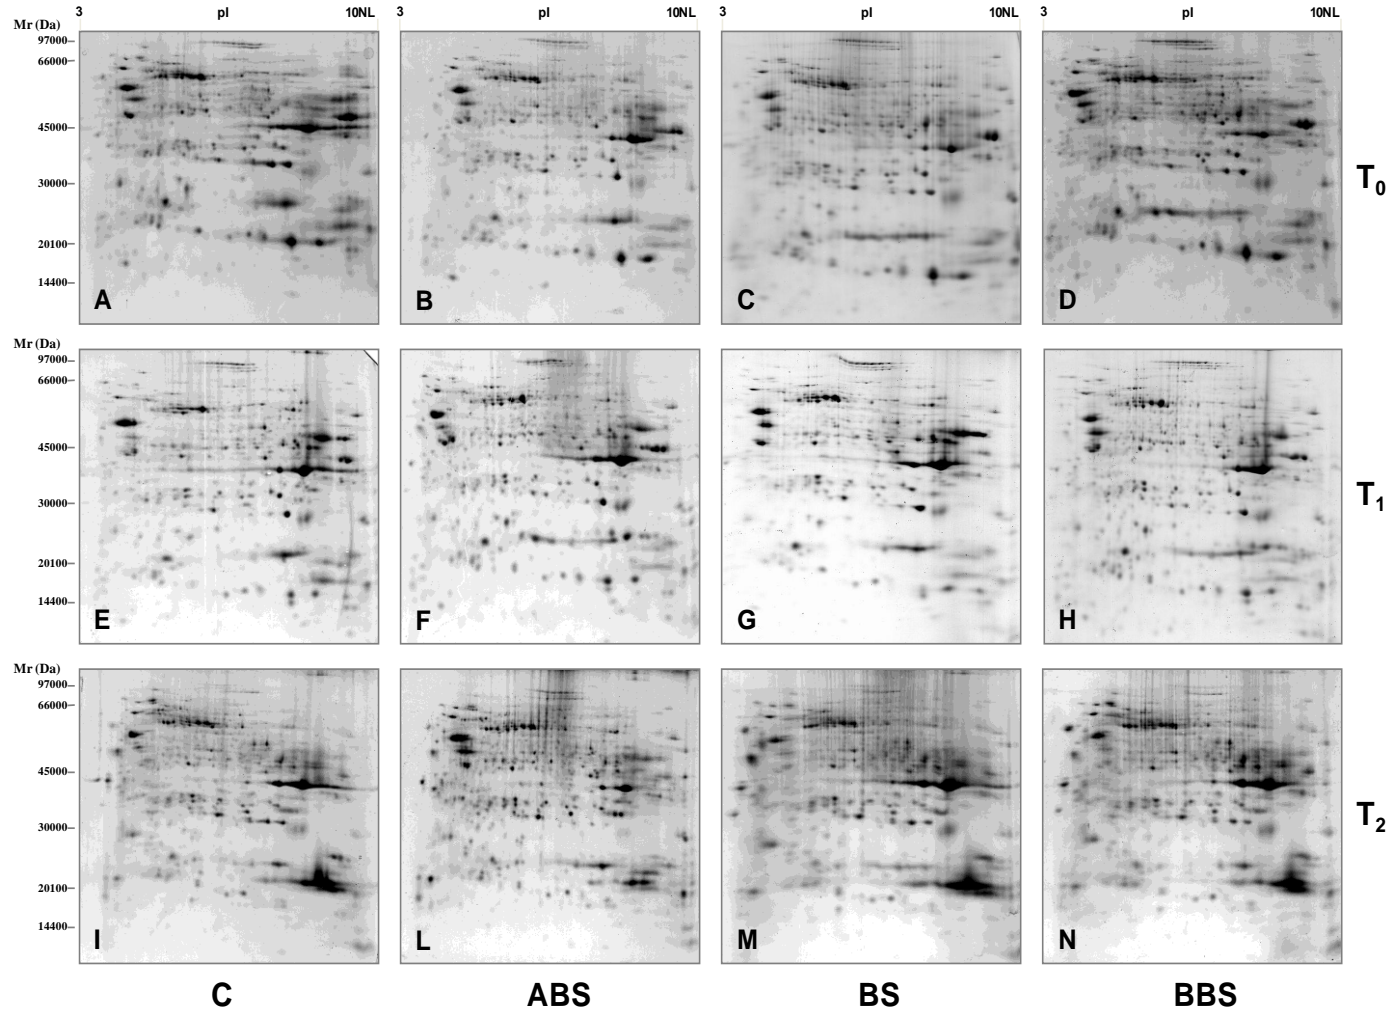 3 pI 10NL 3 pI 10NL 3 pI 10NL 3 pI 10NL
Mr (Da)
97000
66000
45000
30000
20100
14400
A B C D
T0
Mr (Da)
97000
66000
45000
30000
20100
14400
E F G H
T1
Mr (Da)
97000
66000
45000
30000
20100
14400
I L M N
T2
C ABS BS BBS